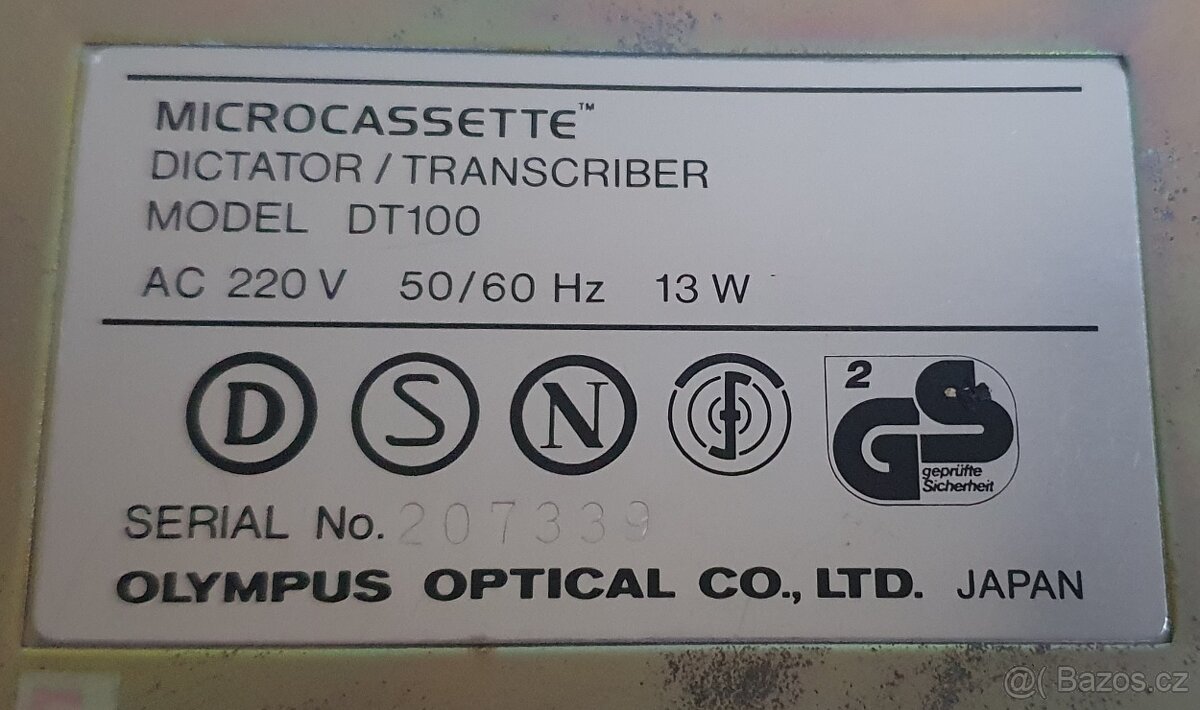 MICROCASSETTE™
DICTATOR / TRANSCRIBER
MODEL DT100
AC 220 V 50/60 Hz 13 W
D S N
2 GS
geprüfte
Sicherheit
SERIAL No. 207339
OLYMPUS OPTICAL CO., LTD. JAPAN
@( Bazos.cz